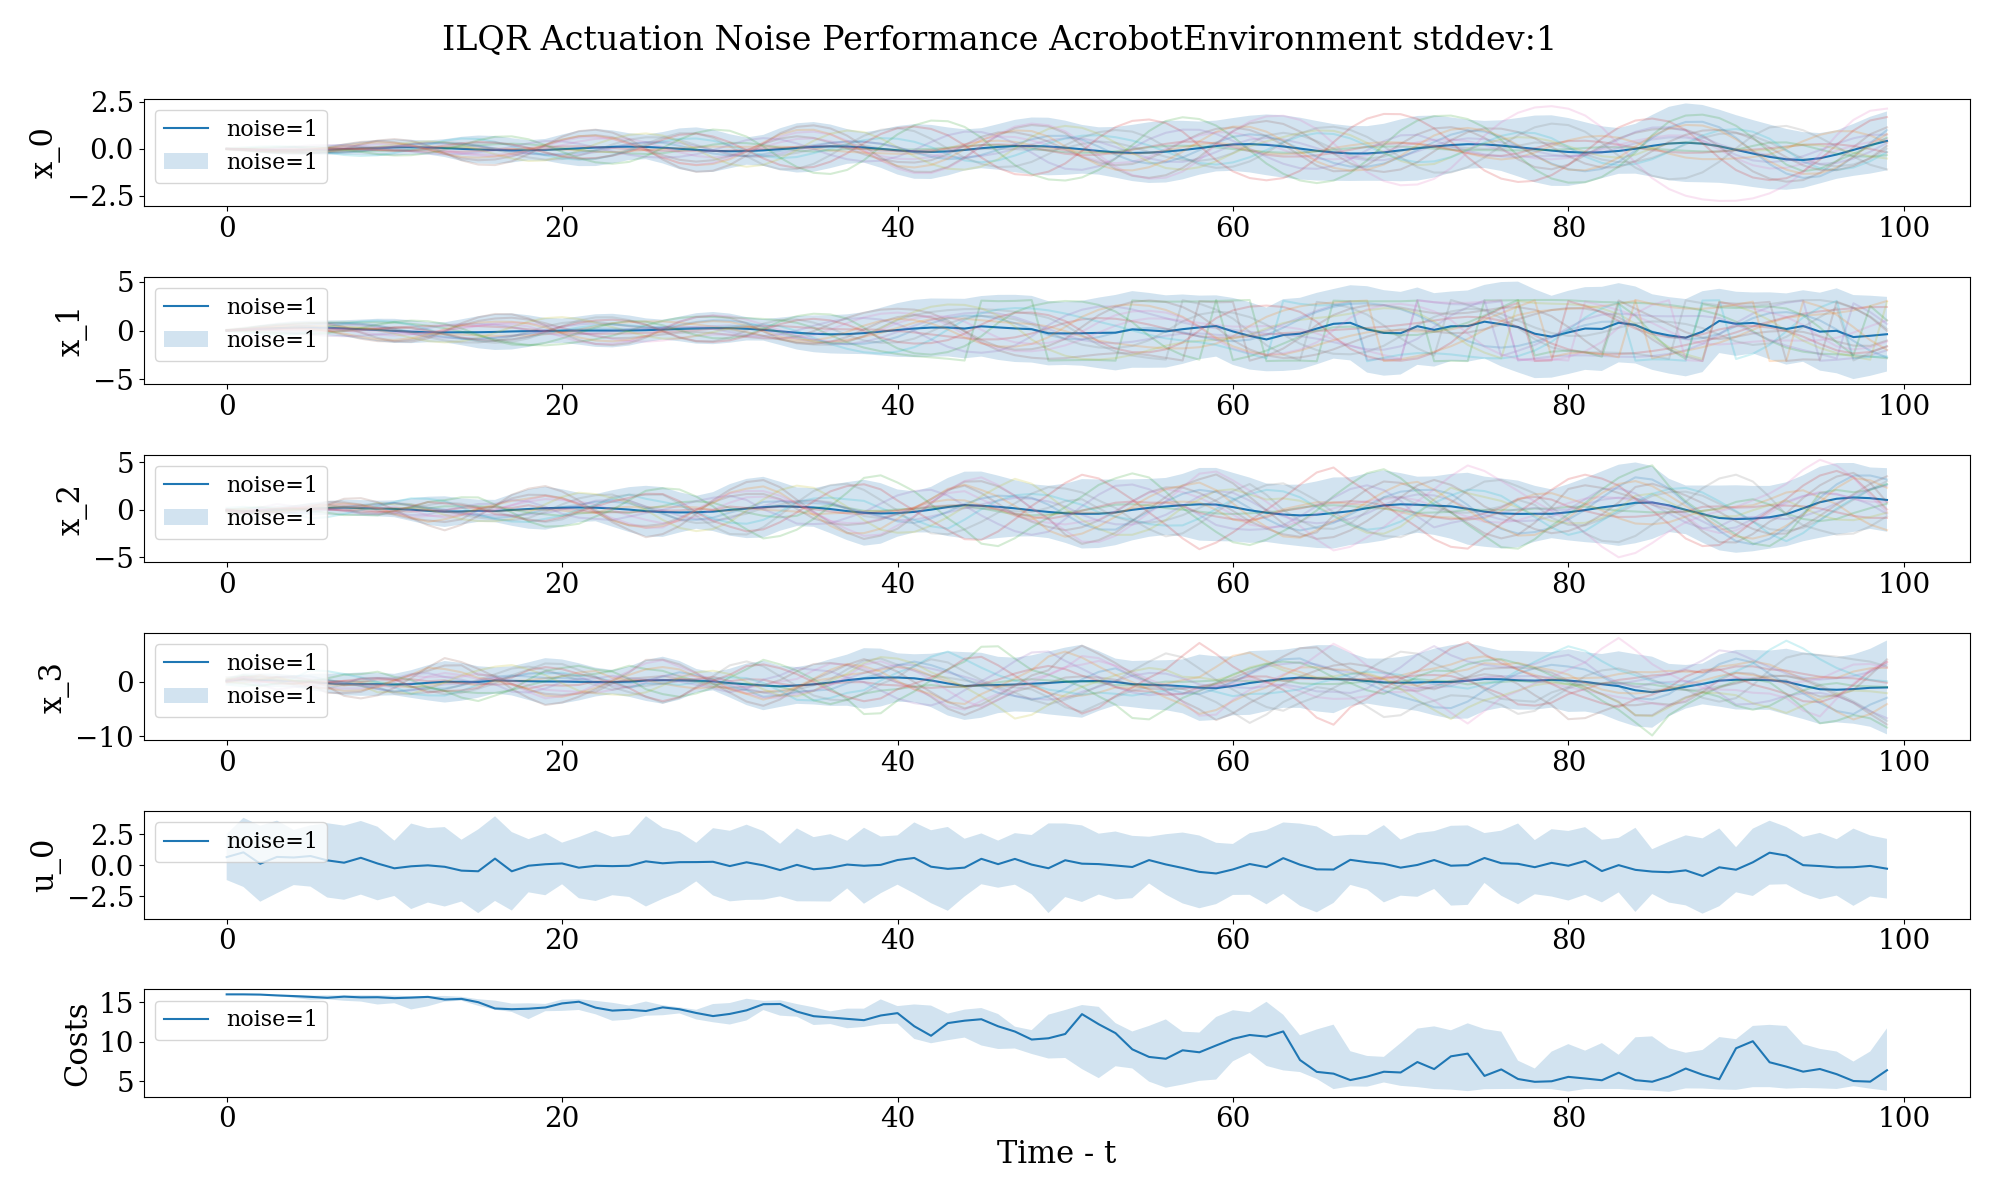 ILQR Actuation Noise Performance AcrobotEnvironment stddev:1
x_0
2.5
0.0
−2.5
noise=1
noise=1
0 20 40 60 80 100
x_1
5
0
−5
noise=1
noise=1
0 20 40 60 80 100
x_2
5
0
−5
noise=1
noise=1
0 20 40 60 80 100
x_3
0
−10
noise=1
noise=1
0 20 40 60 80 100
u_0
2.5
0.0
−2.5
noise=1
0 20 40 60 80 100
Costs
15
10
5
noise=1
0 20 40 60 80 100
Time - t